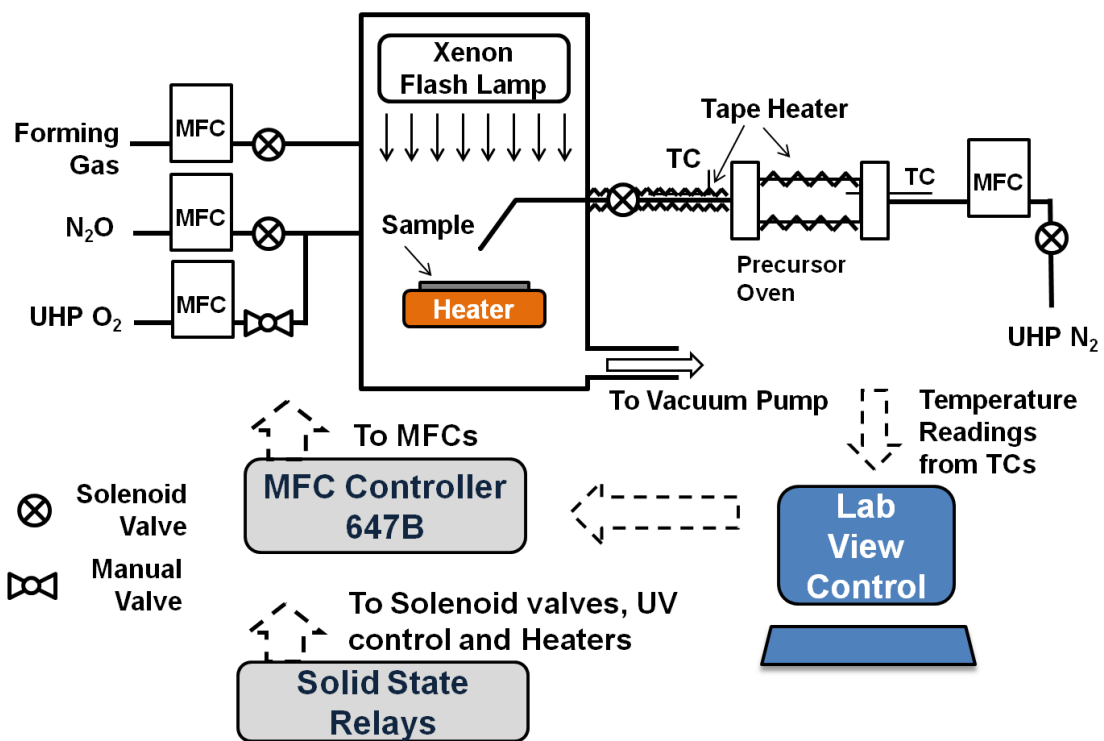 Xenon
Flash Lamp
Forming
Gas
MFC
N₂O
MFC
UHP O₂
MFC
Sample
Heater
Tape Heater
TC
TC
MFC
Precursor
Oven
UHP N₂
To Vacuum Pump
Temperature
Readings
from TCs
To MFCs
MFC Controller
647B
Lab
View
Control
Solenoid
Valve
Manual
Valve
To Solenoid valves, UV
control and Heaters
Solid State
Relays